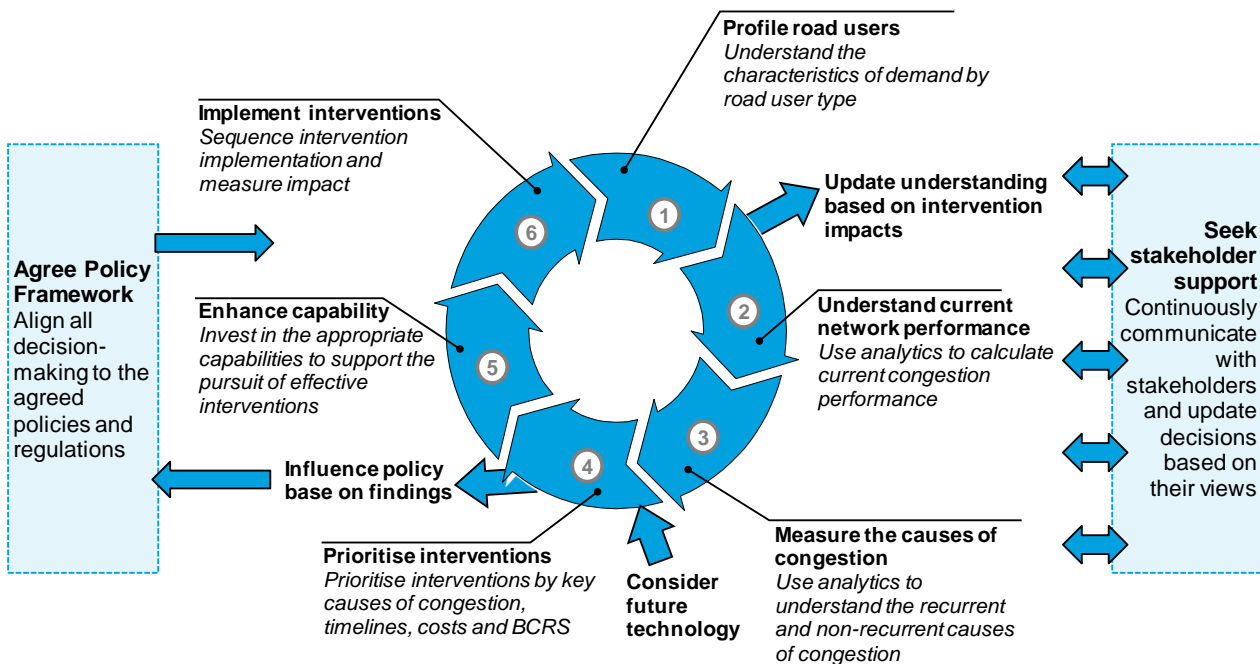 Profile road users
Understand the
characteristics of demand by
road user type
Implement interventions
Sequence intervention
implementation and
measure impact
Update understanding
based on intervention
impacts
Agree Policy
Framework
Align all
decision-
making to the
agreed
policies and
regulations
Seek
stakeholder
support
Continuously
communicate
with
stakeholders
and update
decisions
based on
their views
1
2
3
4
5
6
Enhance capability
Invest in the appropriate
capabilities to support the
pursuit of effective
interventions
Understand current
network performance
Use analytics to calculate
current congestion
performance
Influence policy
base on findings
Prioritise interventions
Prioritise interventions by key
causes of congestion,
timelines, costs and BCRS
Consider
future
technology
Measure the causes of
congestion
Use analytics to
understand the recurrent
and non-recurrent causes
of congestion